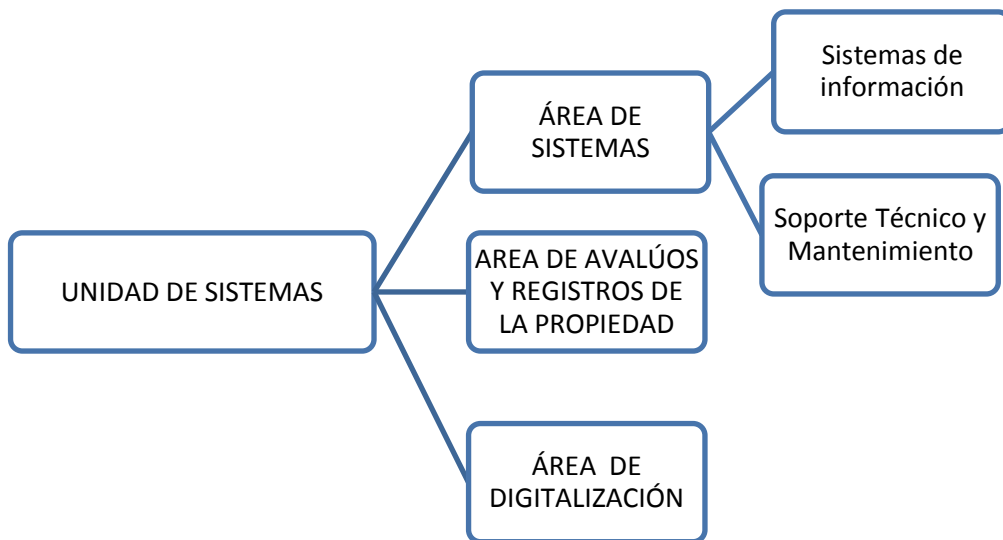 UNIDAD DE SISTEMAS
ÁREA DE
SISTEMAS
Sistemas de
información
Soporte Técnico y
Mantenimiento
AREA DE AVALÚOS
Y REGISTROS DE
LA PROPIEDAD
ÁREA DE
DIGITALIZACIÓN